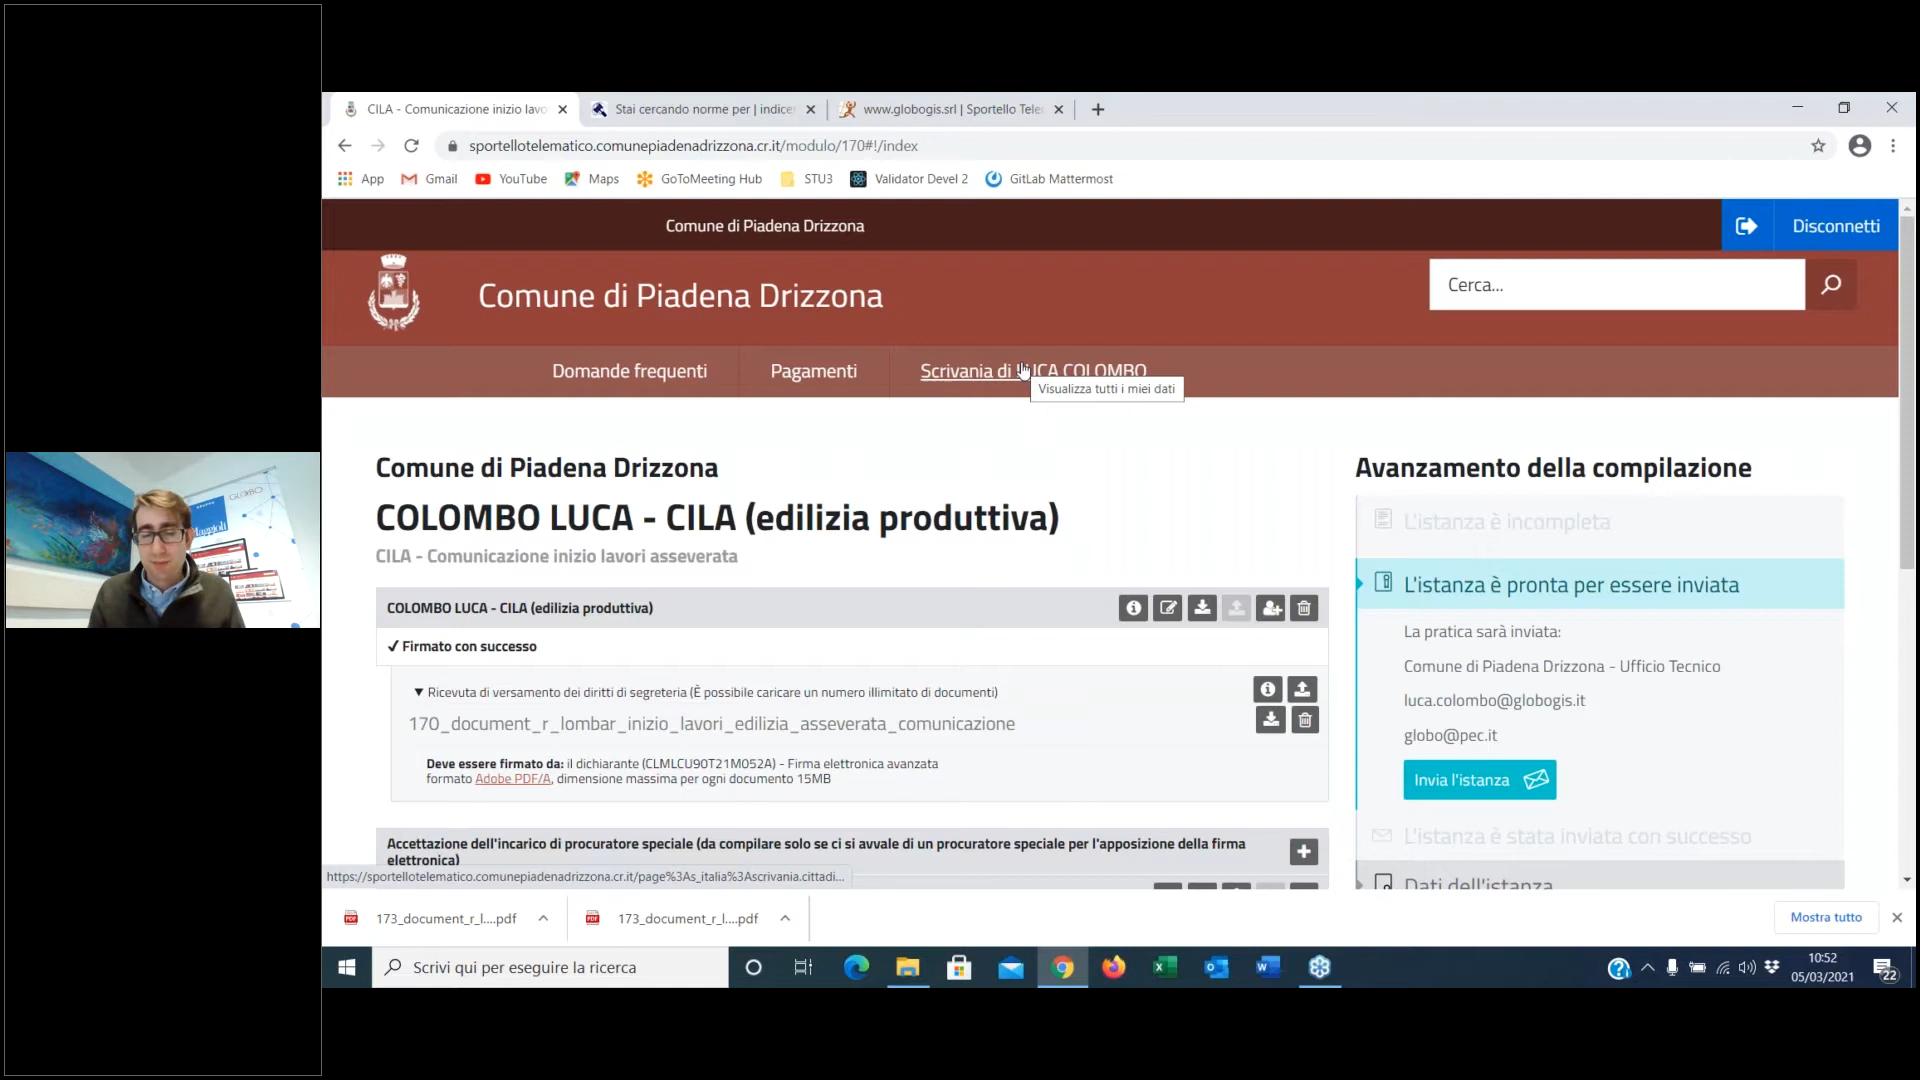 CILA - Comunicazione inizio lavo
Stai cercando norme per | indice
www.globogis.srl | Sportello Tele
sportellotelematico.comunepiadenadrizzona.cr.it/modulo/170#!/index
App
Gmail
YouTube
Maps
GoToMeeting Hub
STU3
Validator Devel 2
GitLab Mattermost
Comune di Piadena Drizzona
Disconnetti
Comune di Piadena Drizzona
Cerca...
Domande frequenti
Pagamenti
Scrivania di LUCA COLOMBO
Visualizza tutti i miei dati
Comune di Piadena Drizzona
COLOMBO LUCA - CILA (edilizia produttiva)
CILA - Comunicazione inizio lavori asseverata
COLOMBO LUCA - CILA (edilizia produttiva)
✓ Firmato con successo
▼ Ricevuta di versamento dei diritti di segreteria (È possibile caricare un numero illimitato di documenti)
170_document_r_lombar_inizio_lavori_edilizia_asseverata_comunicazione
Deve essere firmato da: il dichiarante (CLMLCU90T21M052A) - Firma elettronica avanzata
formato Adobe PDF/A, dimensione massima per ogni documento 15MB
Accettazione dell'incarico di procuratore speciale (da compilare solo se ci si avvale di un procuratore speciale per l'apposizione della firma
elettronica)
Avanzamento della compilazione
L'istanza è incompleta
L'istanza è pronta per essere inviata
La pratica sarà inviata:
Comune di Piadena Drizzona - Ufficio Tecnico
luca.colombo@globogis.it
globo@pec.it
Invia l'istanza
L'istanza è stata inviata con successo
Dati dell'istanza
https://sportellotelematico.comunepiadenadrizzona.cr.it/page%3As_italia%3Ascrivania.cittadi...
173_document_r_l....pdf
173_document_r_l....pdf
Mostra tutto
Scrivi qui per eseguire la ricerca
10:52
05/03/2021
22
GLOBO